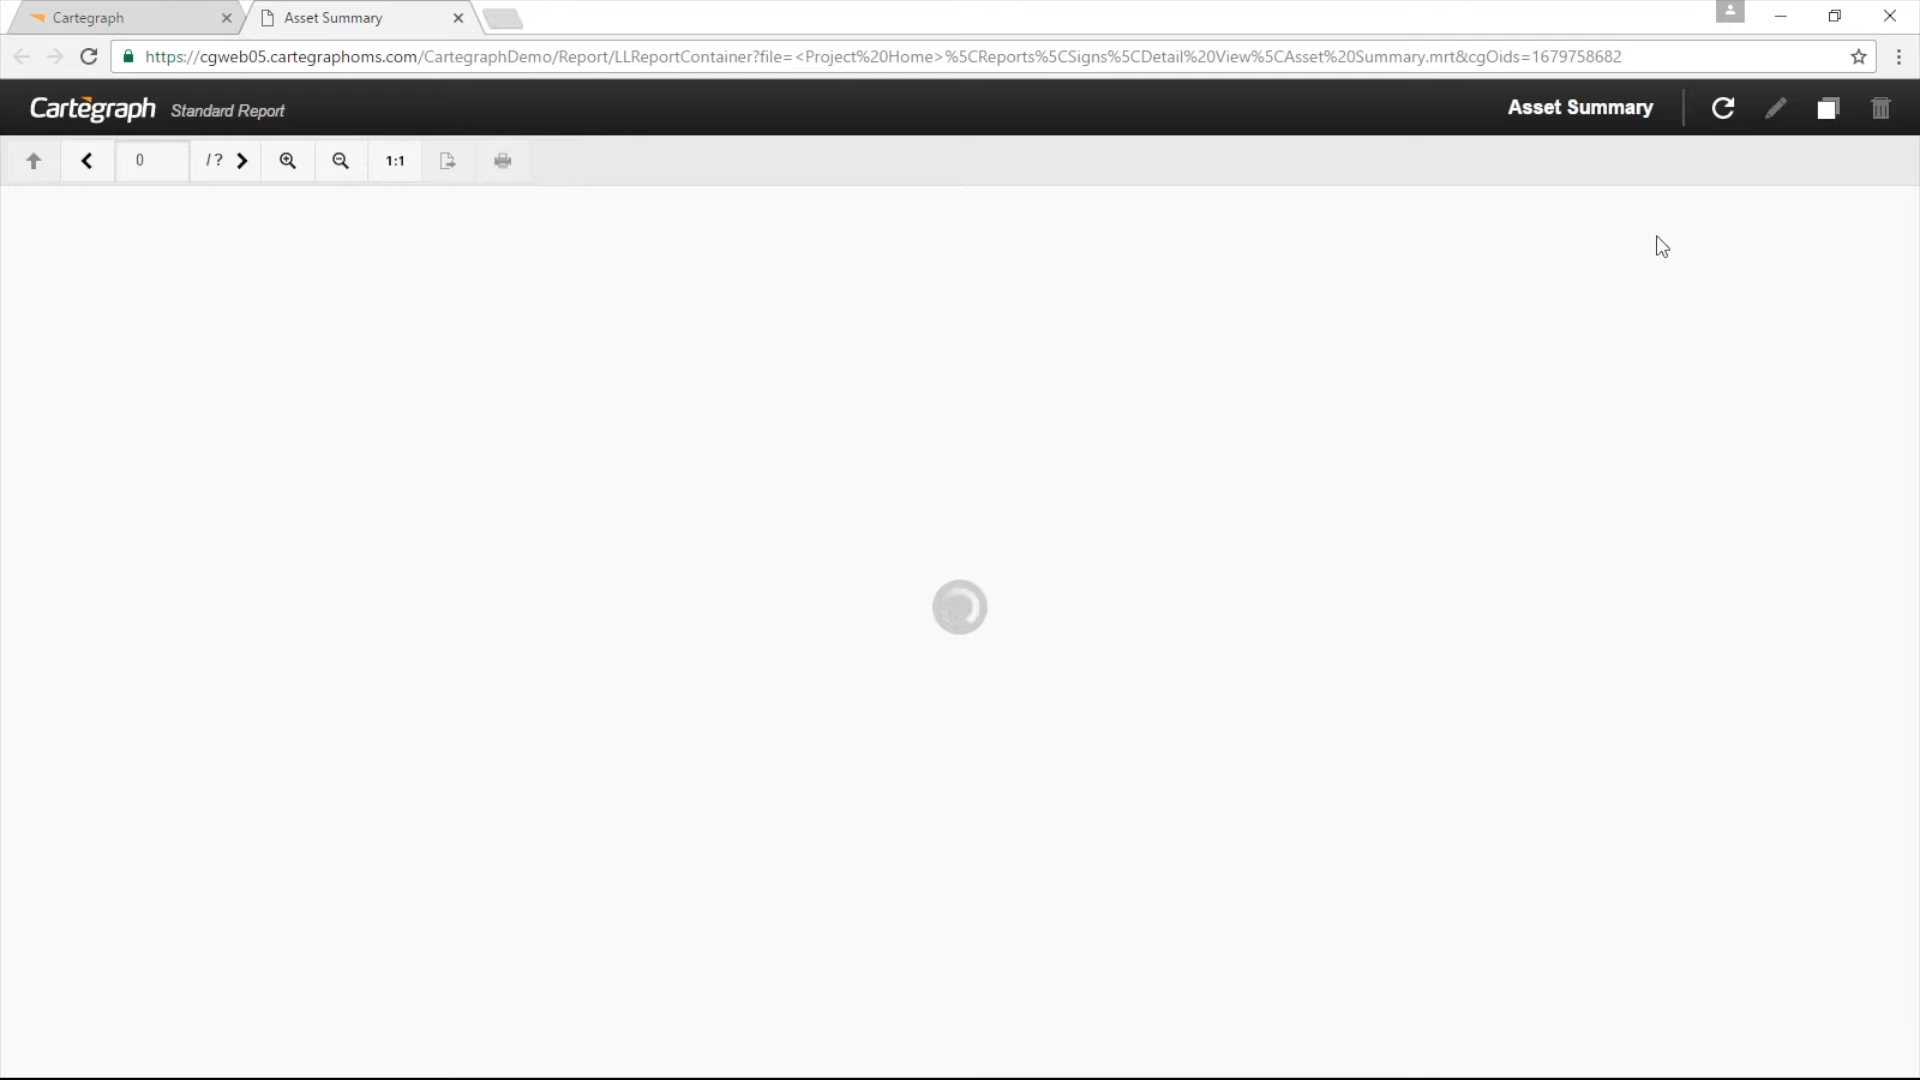 Cartegraph
Asset Summary
https://cgweb05.cartegraphoms.com/CartegraphDemo/Report/LLReportContainer?file=<Project%20Home>%5CReports%5CSigns%5CDetail%20View%5CAsset%20Summary.mrt&cgOids=1679758682
Cartegraph Standard Report
Asset Summary
0 / ? 1:1